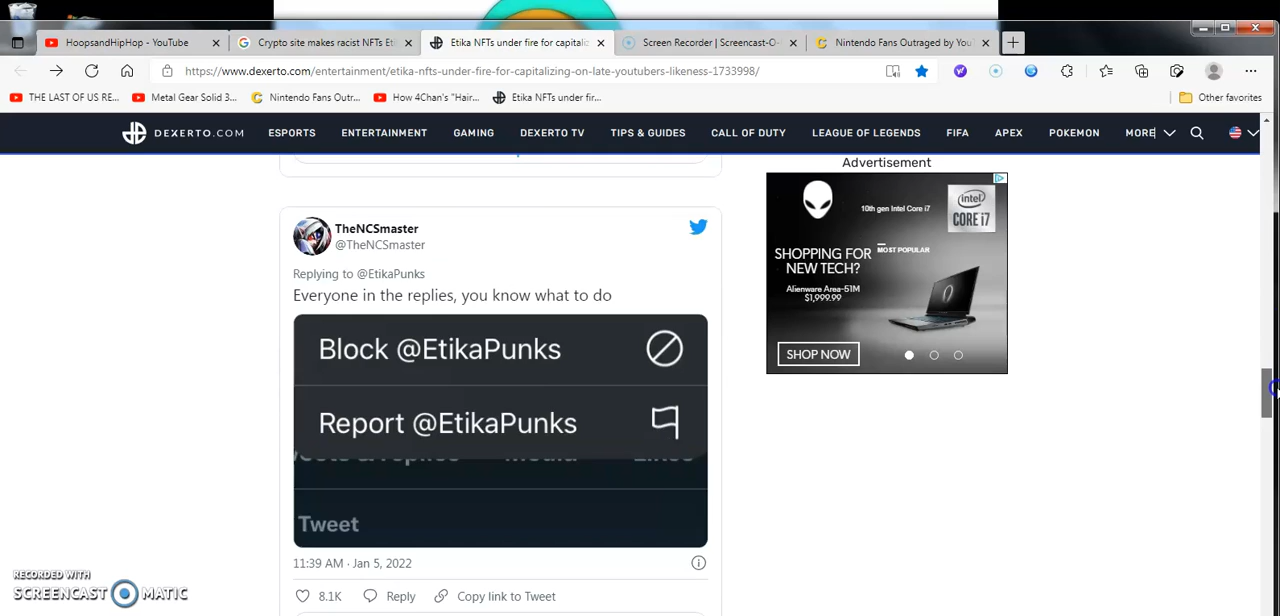 HoopsandHipHop - YouTube
Crypto site makes racist NFTs Eti
Etika NFTs under fire for capitali
Screen Recorder | Screencast-O-
Nintendo Fans Outraged by You
https://www.dexerto.com/entertainment/etika-nfts-under-fire-for-capitalizing-on-late-youtubers-likeness-1733998/
THE LAST OF US RE...
Metal Gear Solid 3...
Nintendo Fans Outr...
How 4Chan's "Hair...
Etika NFTs under fir...
Other favorites
DEXERTO.COM
ESPORTS
ENTERTAINMENT
GAMING
DEXERTO TV
TIPS & GUIDES
CALL OF DUTY
LEAGUE OF LEGENDS
FIFA
APEX
POKEMON
MORE
Advertisement
TheNCSmaster
@TheNCSmaster
Replying to @EtikaPunks
Everyone in the replies, you know what to do
Block @EtikaPunks
Report @EtikaPunks
Tweet
11:39 AM · Jan 5, 2022
8.1K
Reply
Copy link to Tweet
10th gen Intel Core i7
intel
CORE i7
SHOPPING FOR
NEW TECH?
MOST POPULAR
Alienware Area-51M
$1,999.99
SHOP NOW
RECORDED WITH
SCREENCAST MATIC